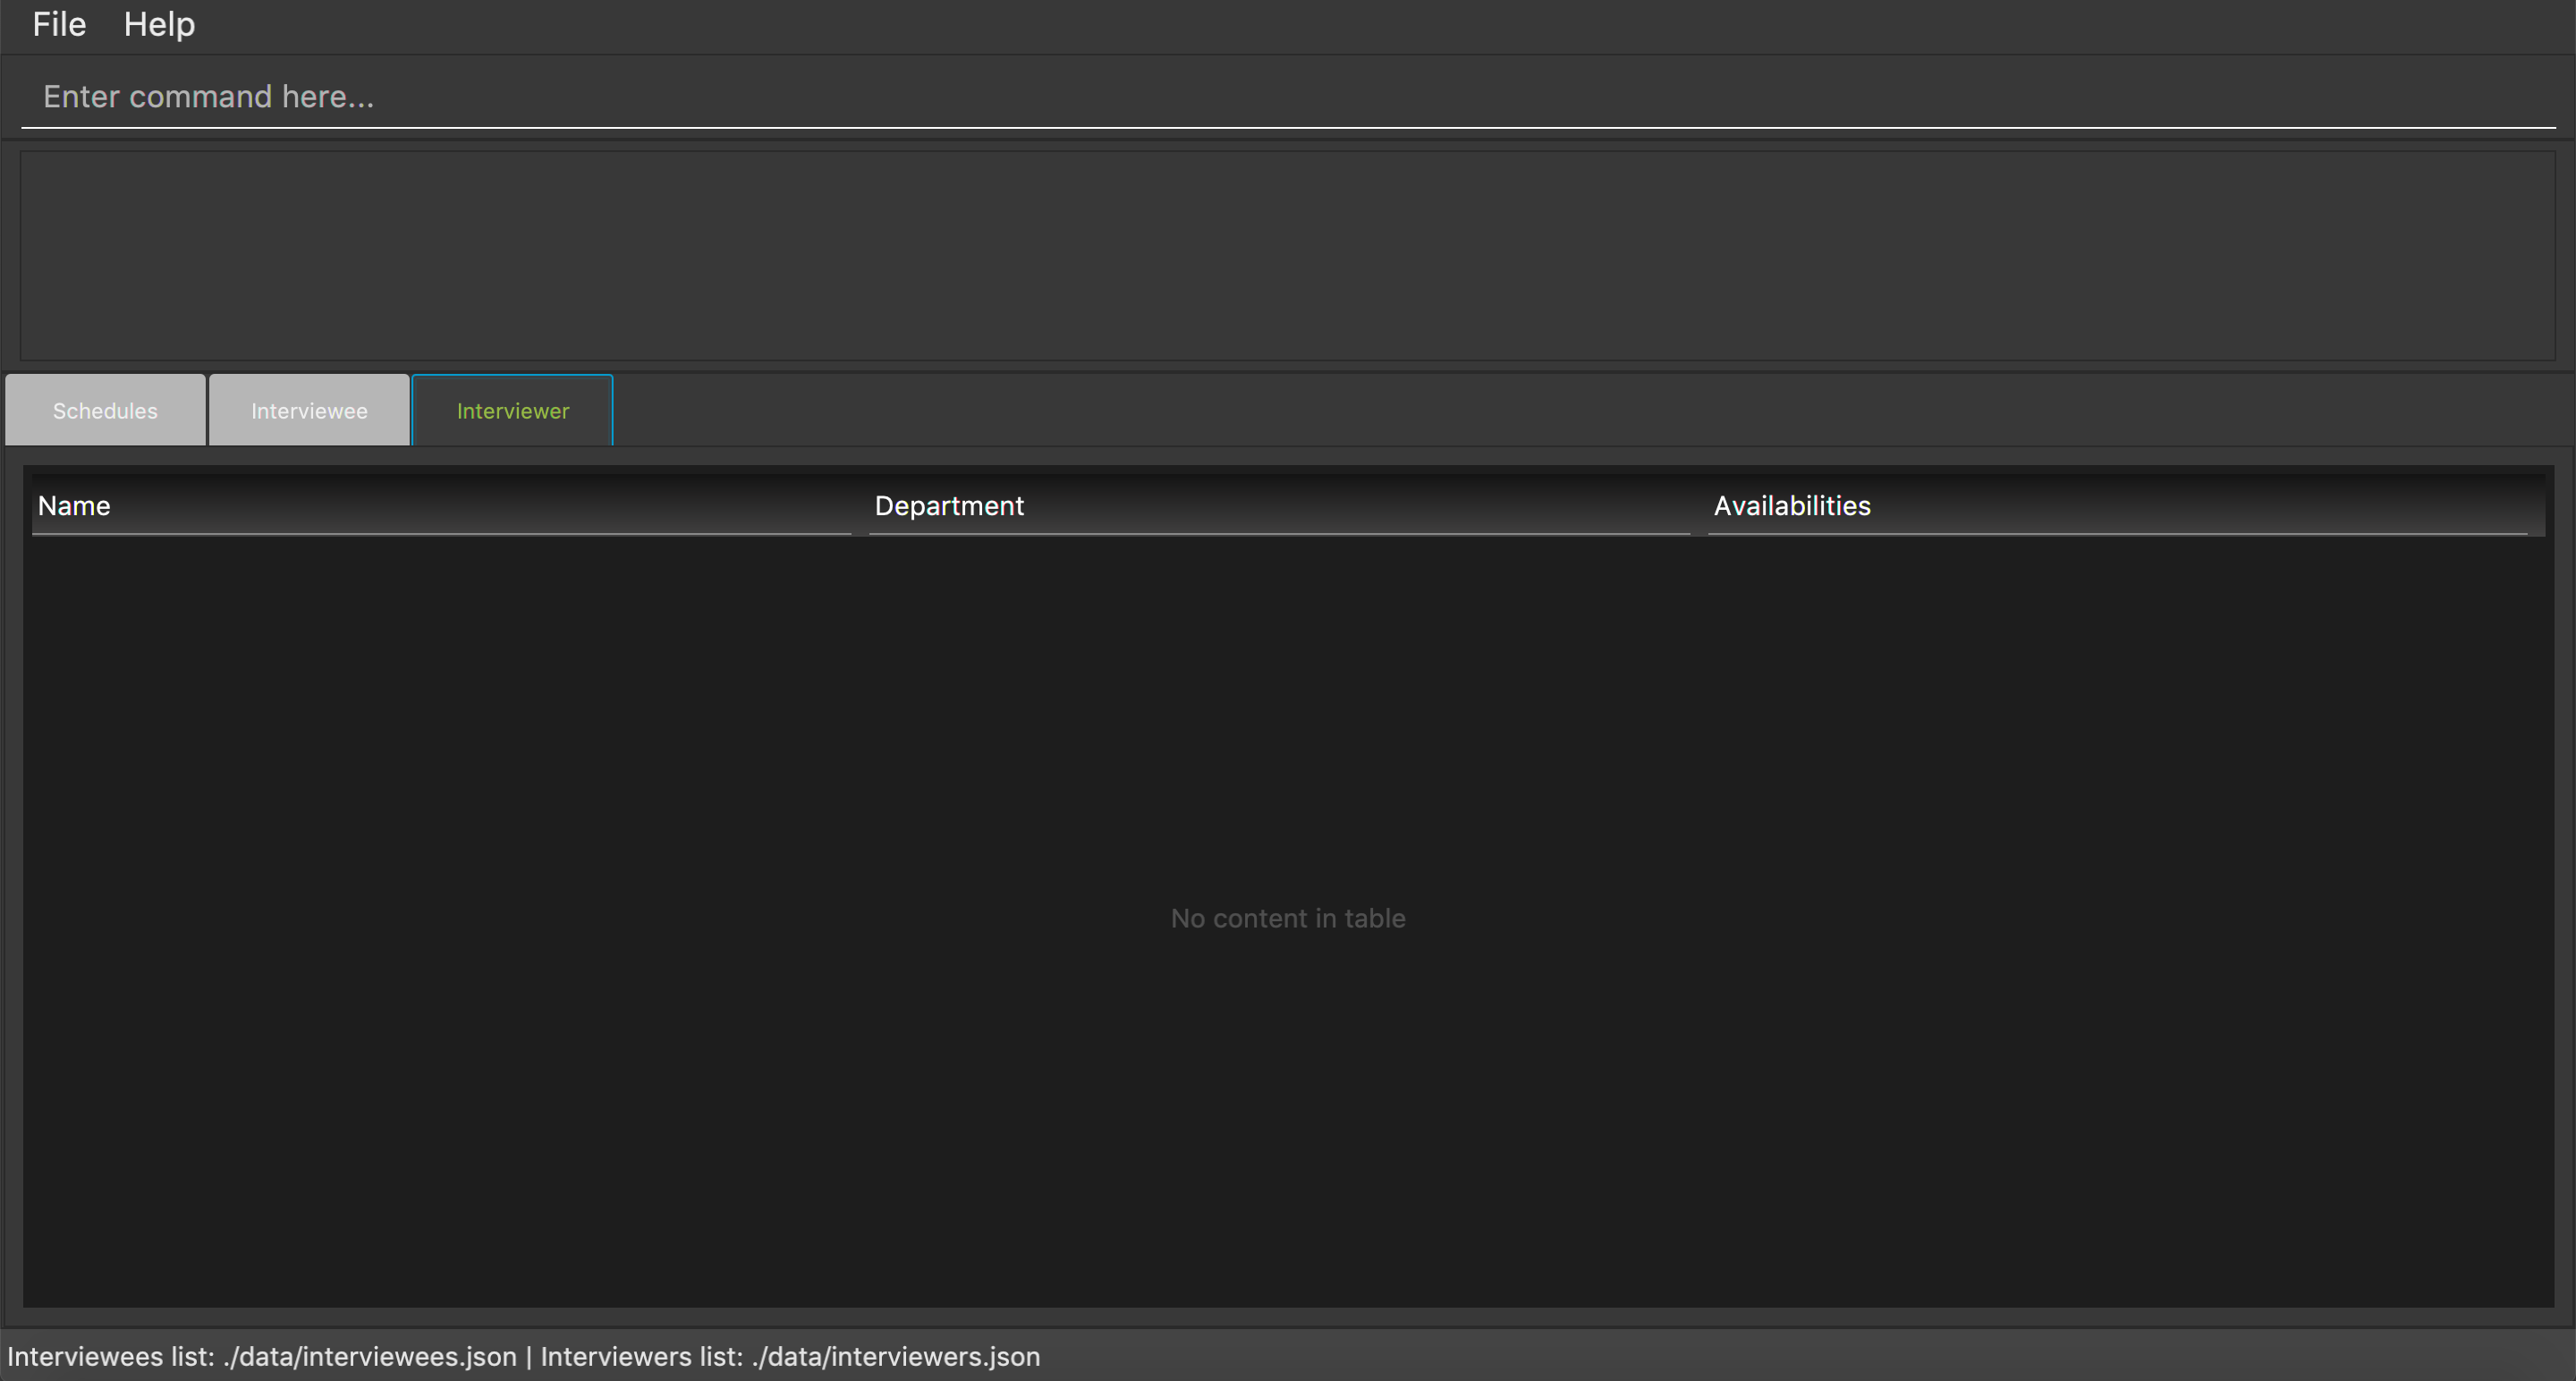 File Help
Enter command here...
Schedules Interviewee Interviewer
Name Department Availabilities
No content in table
Interviewees list: ./data/interviewees.json | Interviewers list: ./data/interviewers.json